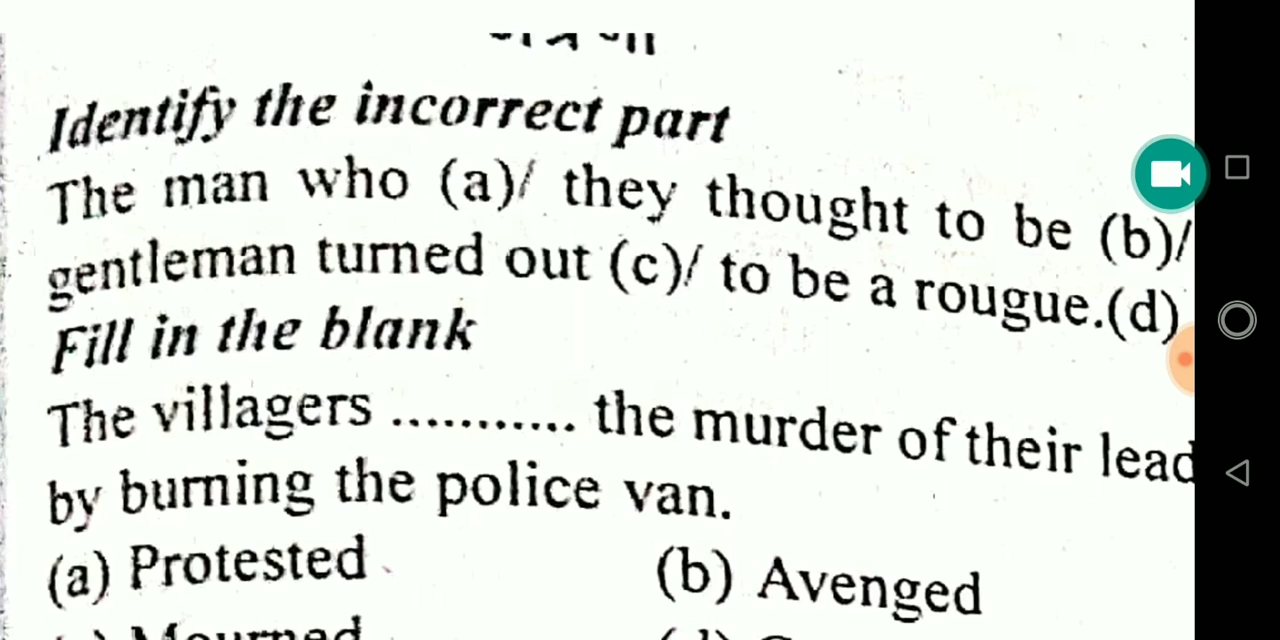 Identify the incorrect part
The man who (a)/ they thought to be (b)/
gentleman turned out (c)/ to be a rougue.(d)
Fill in the blank
The villagers ........... the murder of their lead
by burning the police van.
(a) Protested
(b) Avenged
Mourned